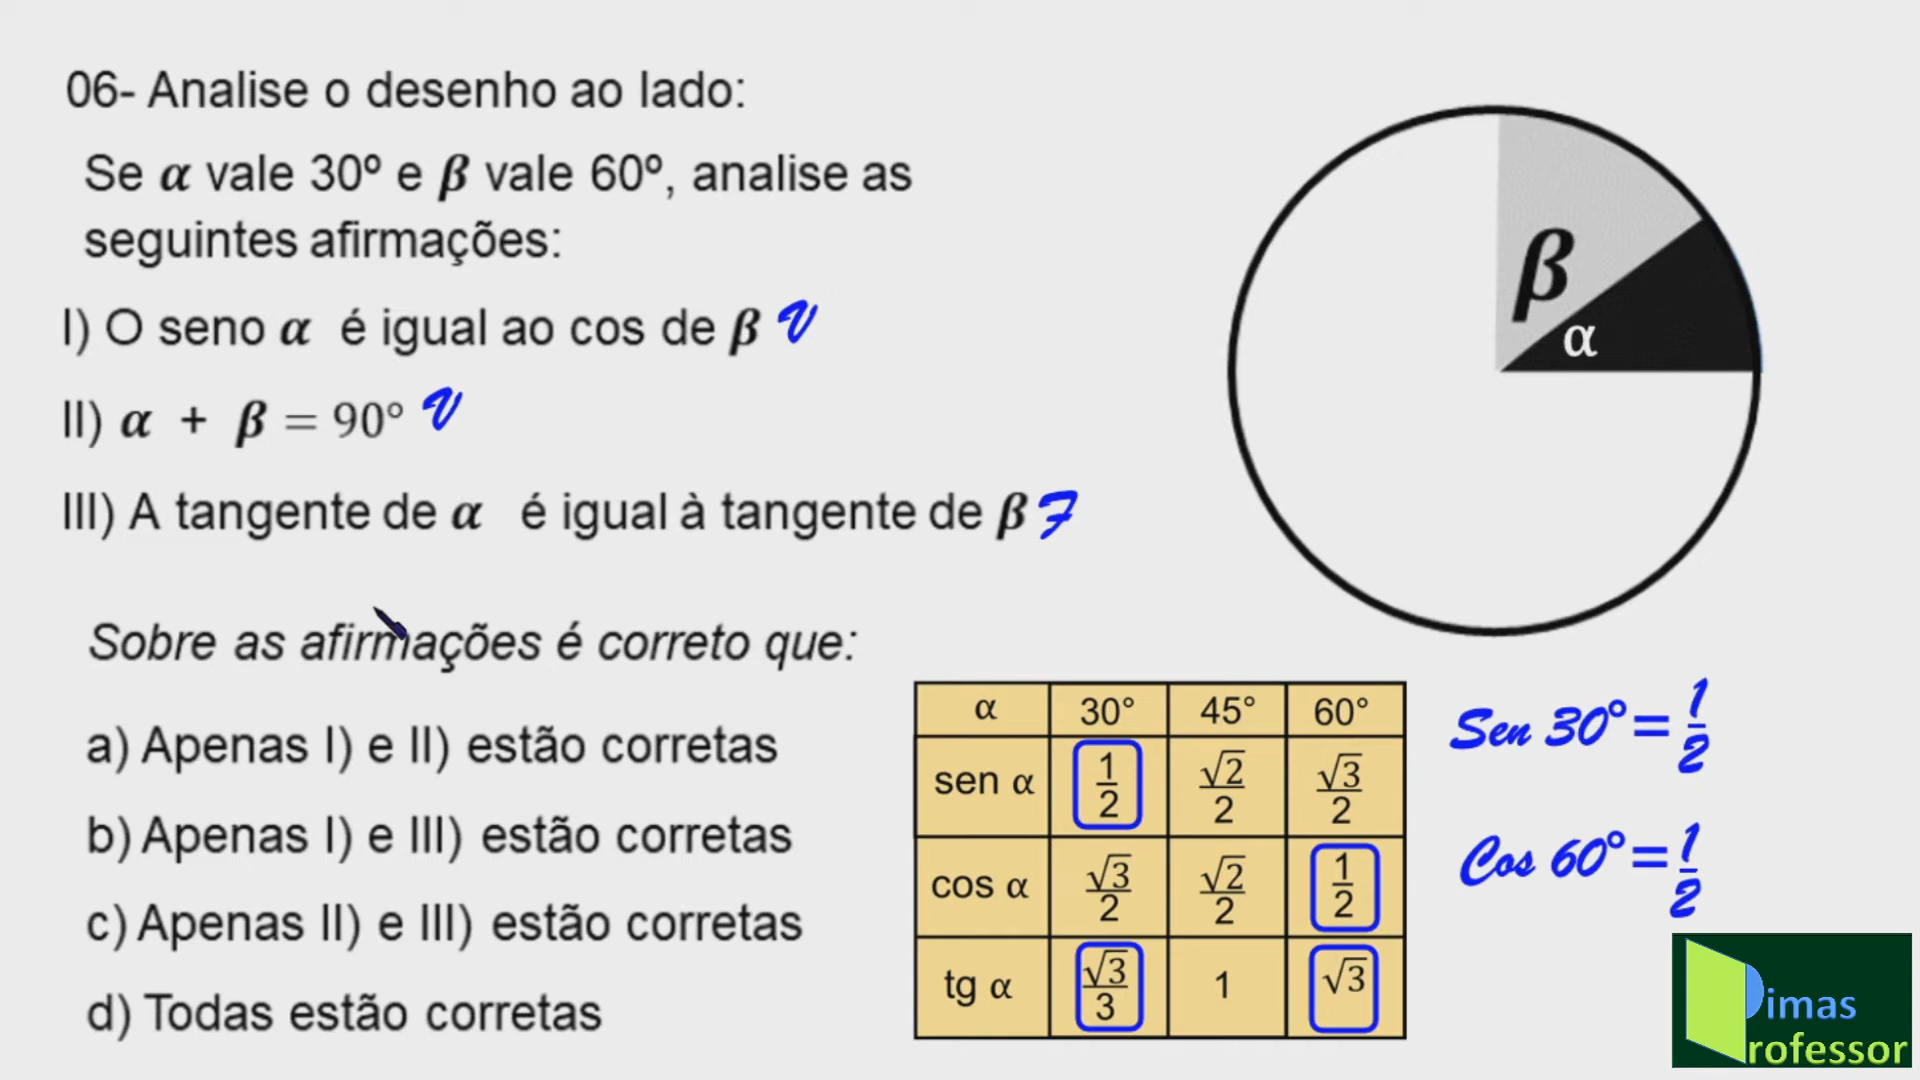 06- Analise o desenho ao lado:
Se α vale 30º e β vale 60º, analise as
seguintes afirmações:
I) O seno α é igual ao cos de β V
II) α + β = 90° V
III) A tangente de α é igual à tangente de β F
Sobre as afirmações é correto que:
a) Apenas I) e II) estão corretas
b) Apenas I) e III) estão corretas
c) Apenas II) e III) estão corretas
d) Todas estão corretas
β
α
α 30° 45° 60°
sen α 1/2 √2/2 √3/2
cos α √3/2 √2/2 1/2
tg α √3/3 1 √3
Sen 30° = 1/2
Cos 60° = 1/2
Dimas
Professor